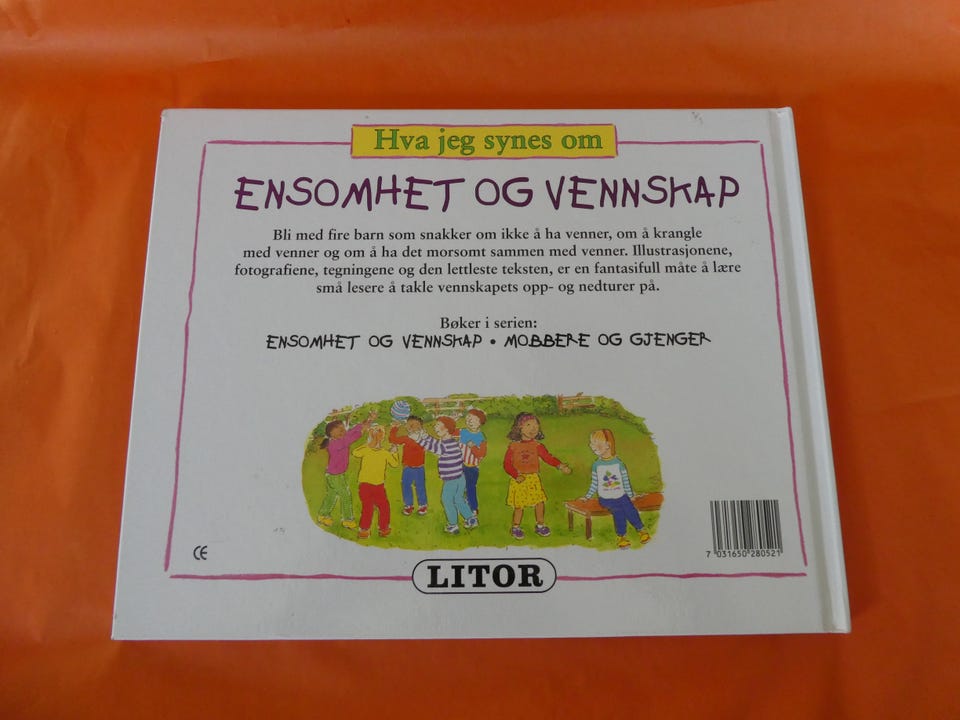 Hva jeg synes om
ENSOMHET OG VENNSKAP
Bli med fire barn som snakker om ikke å ha venner, om å krangle
med venner og om å ha det morsomt sammen med venner. Illustrasjonene,
fotografiene, tegningene og den lettleste teksten, er en fantasifull måte å lære
små lesere å takle vennskapets opp- og nedturer på.
Bøker i serien:
ENSOMHET OG VENNSKAP • MOBBERE OG GJENGER
CE
7 031650 280521
LITOR